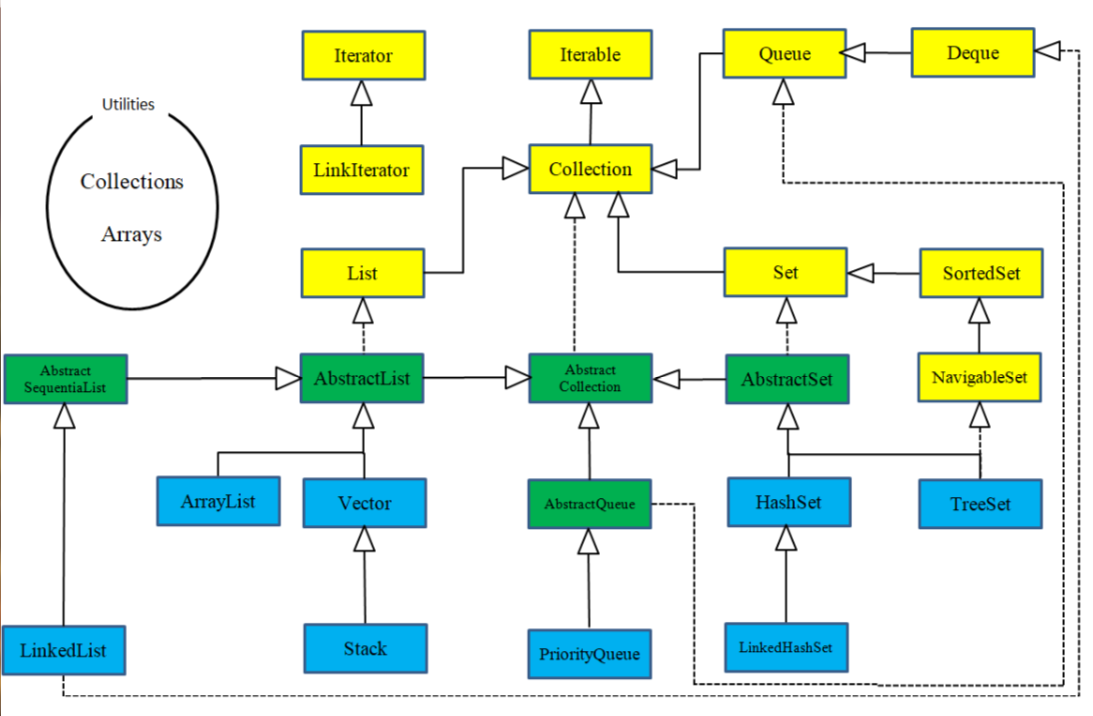 Iterator
Iterable
Queue
Deque
Utilities
Collections
Arrays
LinkIterator
Collection
List
Set
SortedSet
Abstract
SequentiaList
AbstractList
Abstract
Collection
AbstractSet
NavigableSet
ArrayList
Vector
AbstractQueue
HashSet
TreeSet
LinkedList
Stack
PriorityQueue
LinkedHashSet